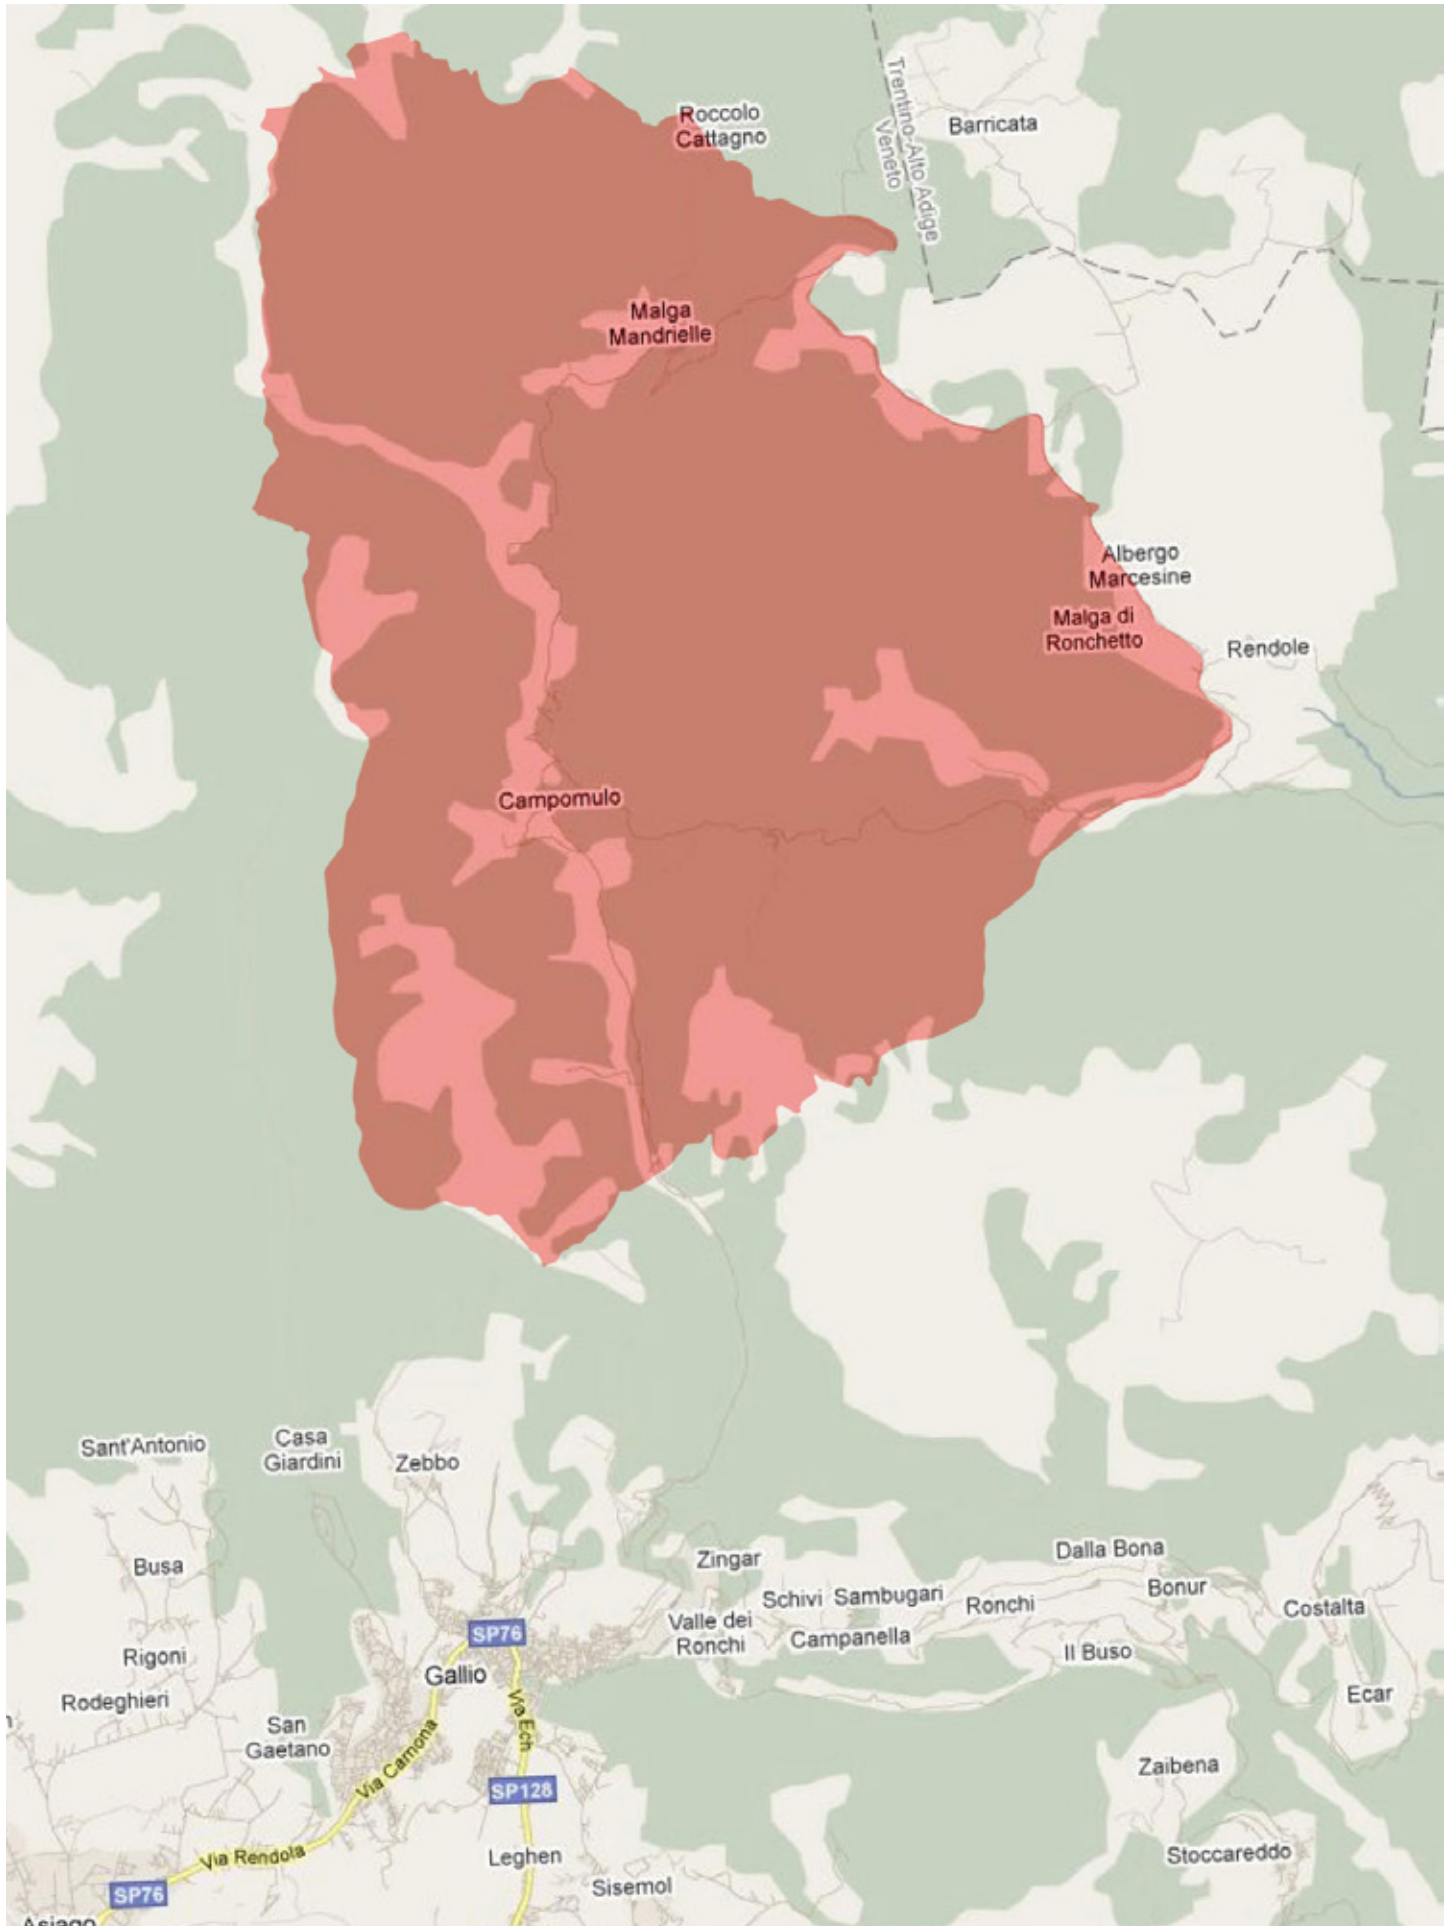 Roccolo
Cattagno
Trentino-Alto Adige
Veneto
Barricata
Malga
Mandrielle
Albergo
Marcesine
Malga di
Ronchetto
Rendole
Campomulo
Sant'Antonio
Casa
Giardini
Zebbo
Busa
Zingar
Dalla Bona
Schivi
Sambugari
Ronchi
Bonur
Costalta
Valle dei
Ronchi
Campanella
Il Buso
SP76
Gallio
Rigoni
Rodeghieri
San
Gaetano
Via Ech
Via Camona
Ecar
Zaibena
SP128
Via Rendola
Leghen
Stoccareddo
Sisemol
SP76
Asiago